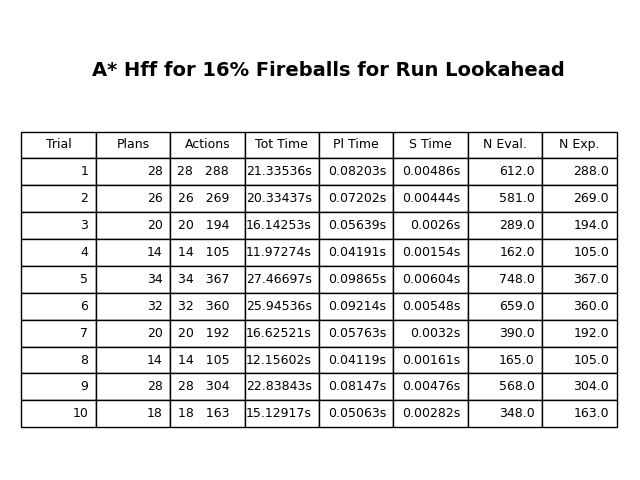 A* Hff for 16% Fireballs for Run Lookahead
Trial Plans Actions Tot Time Pl Time S Time N Eval. N Exp.
1 28 28 288 21.33536s 0.08203s 0.00486s 612.0 288.0
2 26 26 269 20.33437s 0.07202s 0.00444s 581.0 269.0
3 20 20 194 16.14253s 0.05639s 0.0026s 289.0 194.0
4 14 14 105 11.97274s 0.04191s 0.00154s 162.0 105.0
5 34 34 367 27.46697s 0.09865s 0.00604s 748.0 367.0
6 32 32 360 25.94536s 0.09214s 0.00548s 659.0 360.0
7 20 20 192 16.62521s 0.05763s 0.0032s 390.0 192.0
8 14 14 105 12.15602s 0.04119s 0.00161s 165.0 105.0
9 28 28 304 22.83843s 0.08147s 0.00476s 568.0 304.0
10 18 18 163 15.12917s 0.05063s 0.00282s 348.0 163.0